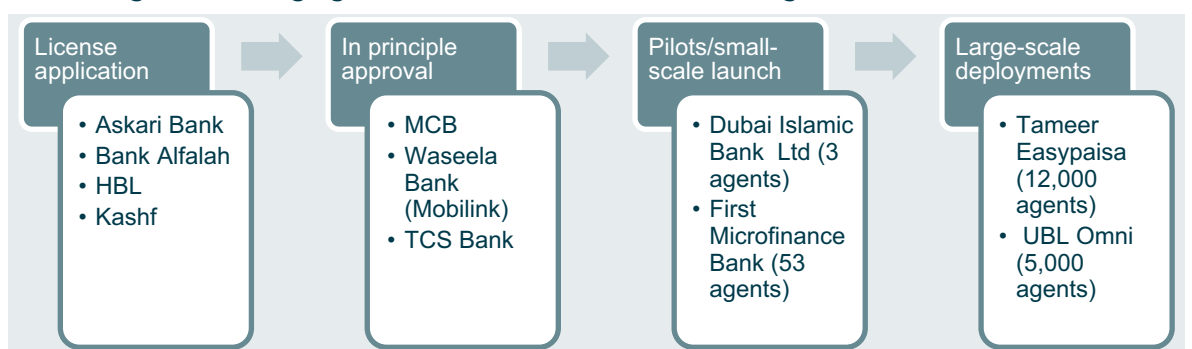 License
application
• Askari Bank
• Bank Alfalah
• HBL
• Kashf
In principle
approval
• MCB
• Waseela
Bank
(Mobilink)
• TCS Bank
Pilots/small-
scale launch
• Dubai Islamic
Bank Ltd (3
agents)
• First
Microfinance
Bank (53
agents)
Large-scale
deployments
• Tameer
Easypaisa
(12,000
agents)
• UBL Omni
(5,000
agents)